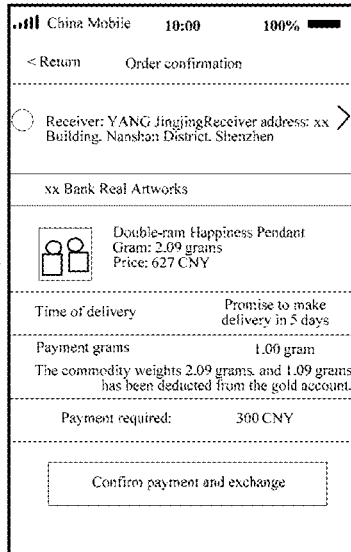 China Mobile 10:00 100%
< Return Order confirmation
Receiver: YANG JingjingReceiver address: xx
Building, Nanshan District, Shenzhen
xx Bank Real Artworks
Double-ram Happiness Pendant
Gram: 2.09 grams
Price: 627 CNY
Time of delivery Promise to make
delivery in 5 days
Payment grams 1.00 gram
The commodity weights 2.09 grams, and 1.09 grams
has been deducted from the gold account.
Payment required: 300 CNY
Confirm payment and exchange